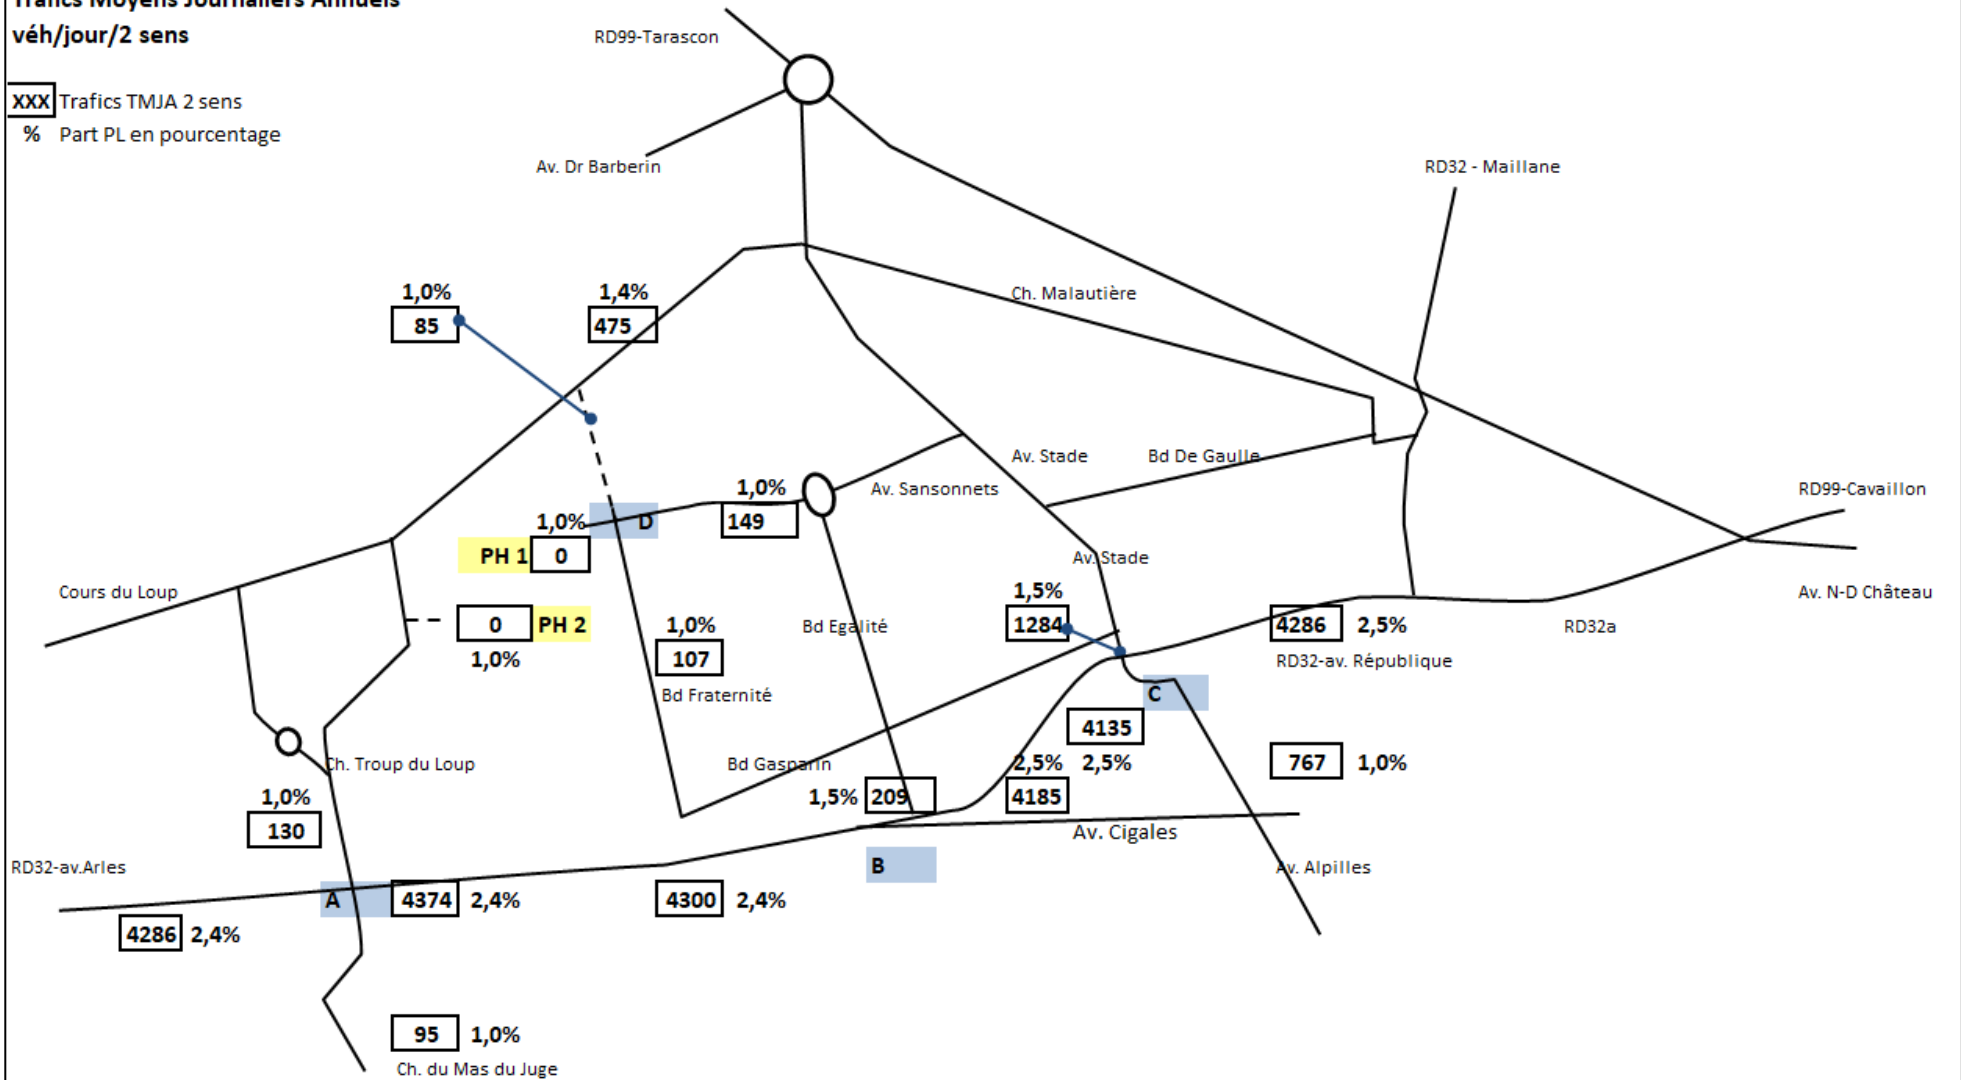 Trafics Moyens Journaliers Annuels
véh/jour/2 sens
RD99-Tarascon
XXX Trafics TMJA 2 sens
% Part PL en pourcentage
Av. Dr Barberin
RD32 - Maillane
1,0%
85
1,4%
475
Ch. Malautière
Av. Stade
Bd De Gaulle
1,0%
149
Av. Sansonnets
RD99-Cavaillon
1,0%
D
PH 1 0
Av. Stade
Cours du Loup
0 PH 2
1,0%
1,0%
107
Bd Fraternité
Bd Egalité
1,5%
1284
4286 2,5%
RD32-av. République
RD32a
Av. N-D Château
C
4135
2,5% 2,5%
4185
767 1,0%
Ch. Troup du Loup
Bd Gasparin
1,0%
130
1,5% 209
Av. Cigales
RD32-av.Arles
B
Av. Alpilles
A 4374 2,4%
4300 2,4%
4286 2,4%
95 1,0%
Ch. du Mas du Juge